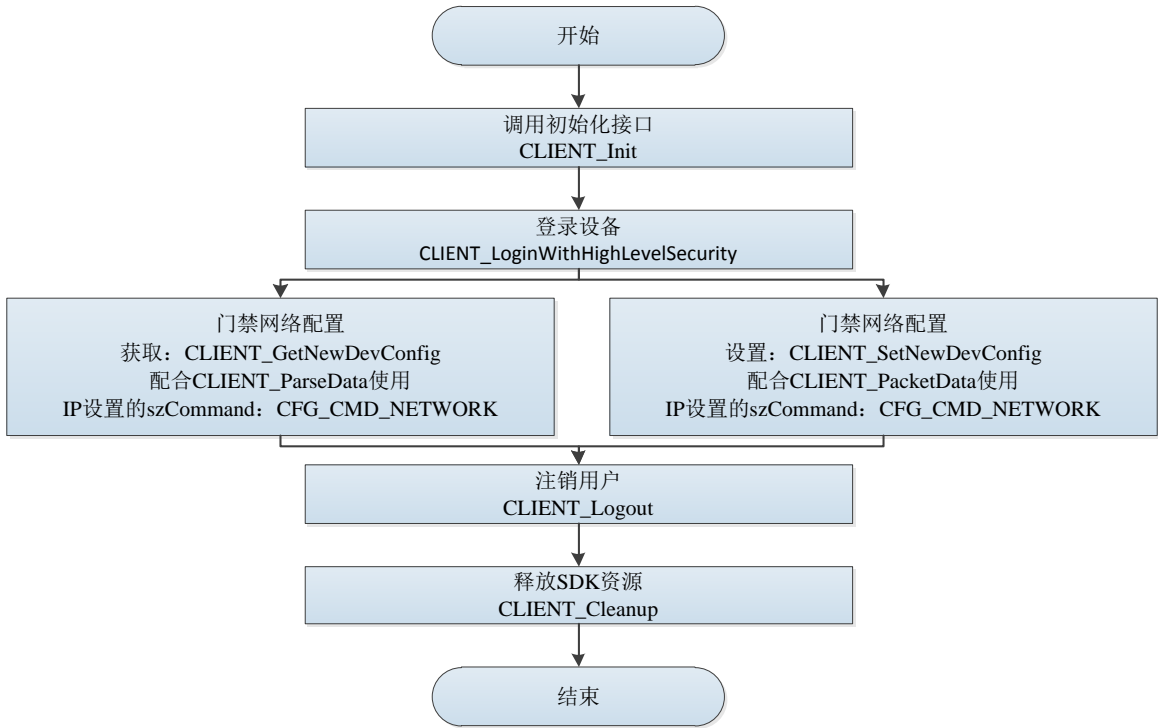 开始
调用初始化接口
CLIENT_Init
登录设备
CLIENT_LoginWithHighLevelSecurity
门禁网络配置
获取：CLIENT_GetNewDevConfig
配合CLIENT_ParseData使用
IP设置的szCommand：CFG_CMD_NETWORK
门禁网络配置
设置：CLIENT_SetNewDevConfig
配合CLIENT_PacketData使用
IP设置的szCommand：CFG_CMD_NETWORK
注销用户
CLIENT_Logout
释放SDK资源
CLIENT_Cleanup
结束